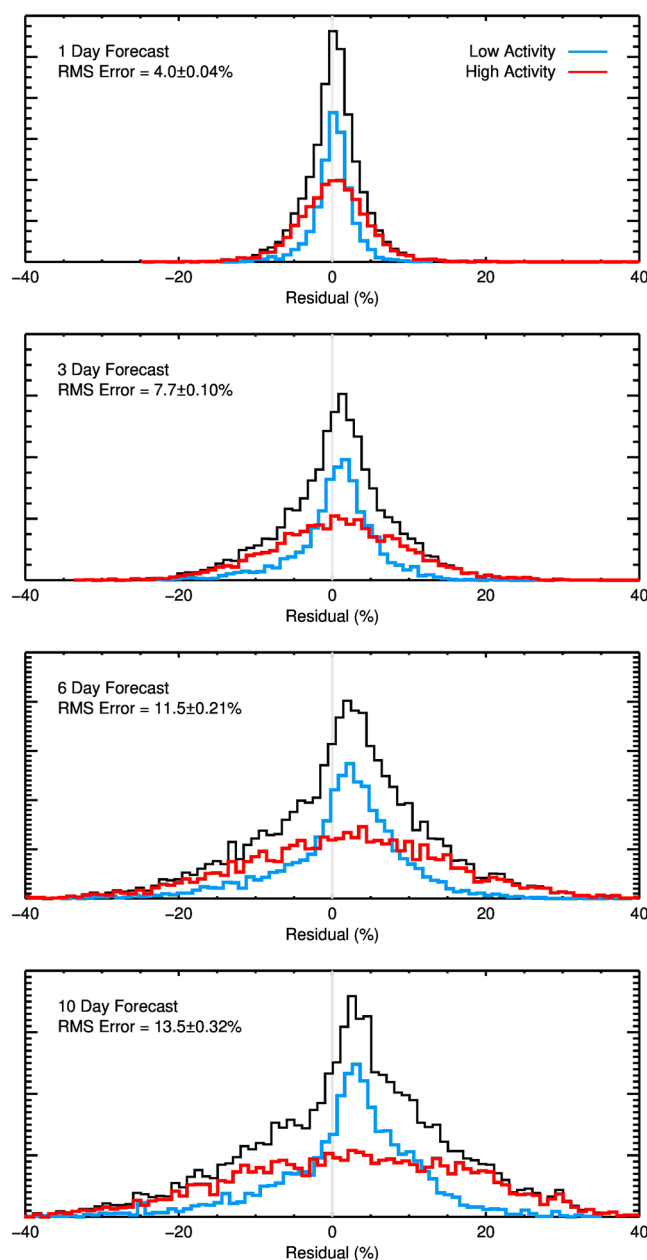 1 Day Forecast
RMS Error = 4.0±0.04%
Low Activity
High Activity
−40 −20 0 20 40
Residual (%)
3 Day Forecast
RMS Error = 7.7±0.10%
−40 −20 0 20 40
Residual (%)
6 Day Forecast
RMS Error = 11.5±0.21%
−40 −20 0 20 40
Residual (%)
10 Day Forecast
RMS Error = 13.5±0.32%
−40 −20 0 20 40
Residual (%)